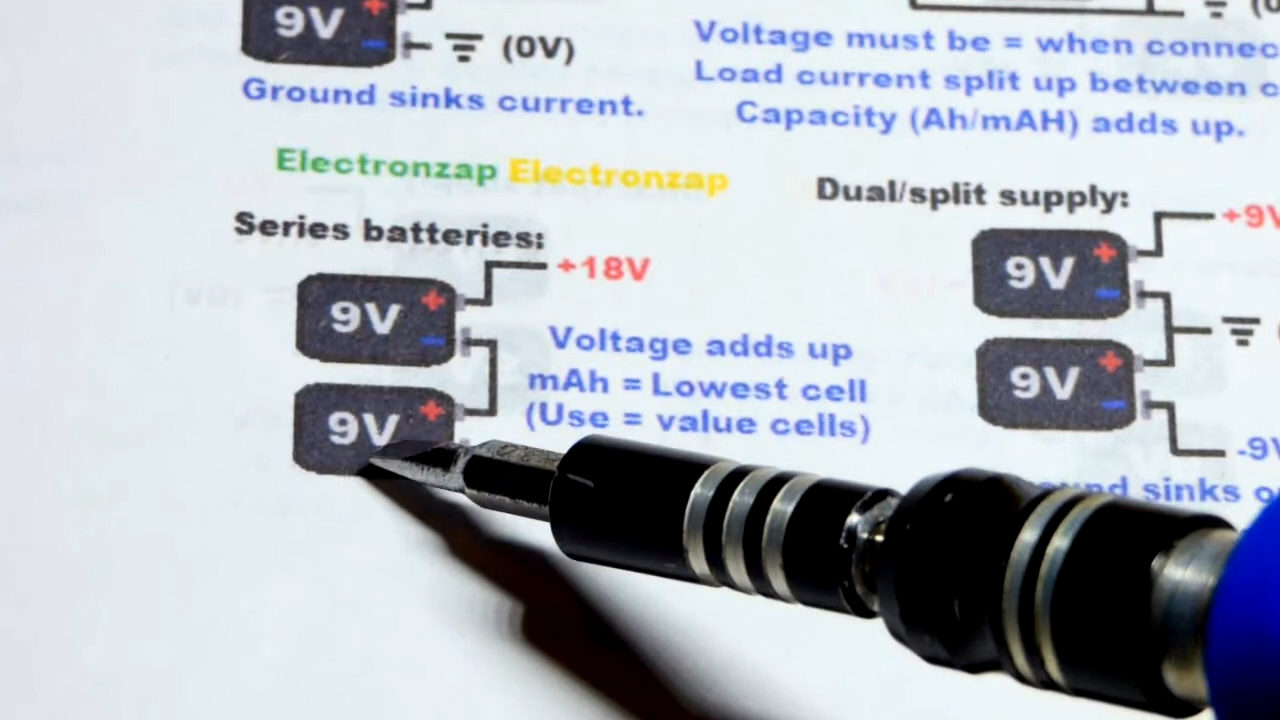 9V
(0V)
Ground sinks current.
Voltage must be = when
Load current split up between
Capacity (Ah/mAH) adds up.
Electronzap Electronzap
Series batteries:
+18V
9V
9V
Voltage adds up
mAh = Lowest cell
(Use = value cells)
Dual/split supply:
+9V
9V
9V
-9V
sinks